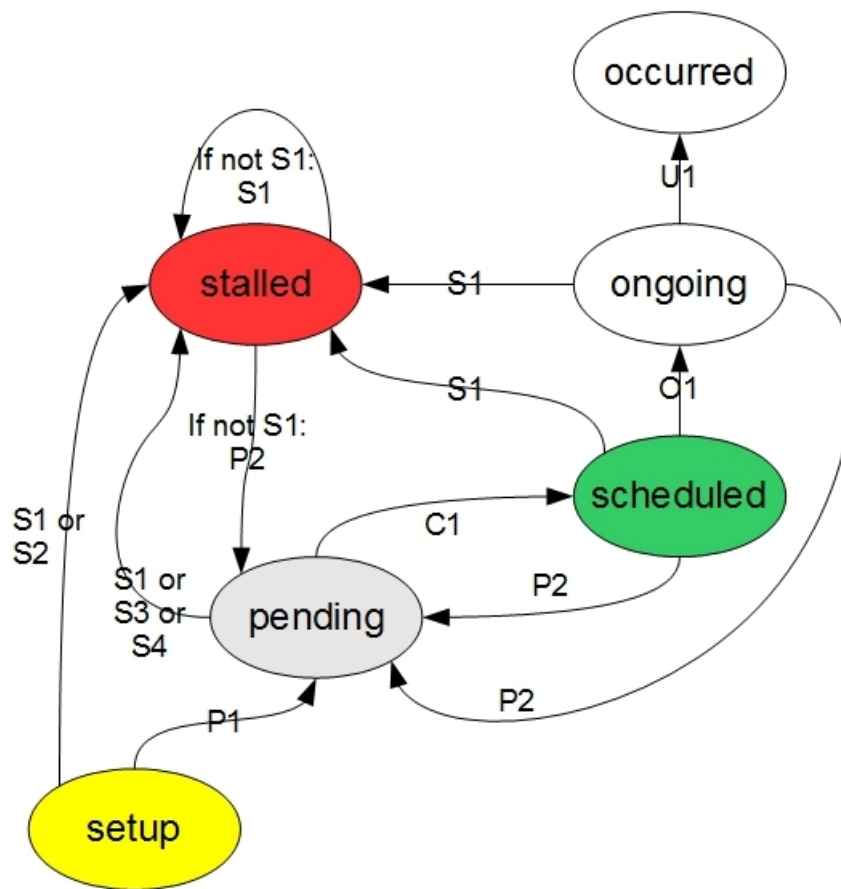 occurred
If not S1:
S1
U1
stalled
S1
ongoing
S1
O1
If not S1:
P2
scheduled
S1 or
S2
C1
S1 or
S3 or
S4
P2
pending
P2
P1
setup